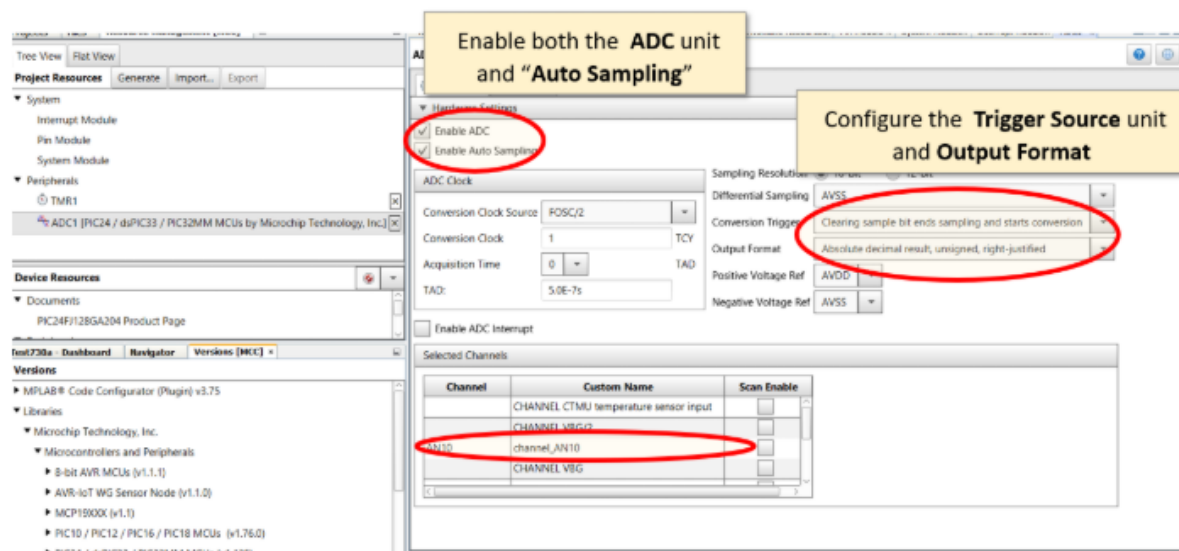 Enable both the ADC unit
and “Auto Sampling”
Configure the Trigger Source unit
and Output Format
Tree View Flat View
Project Resources Generate Import... Export
System
Interrupt Module
Pin Module
System Module
Peripherals
TMR1
ADC1 [PIC24 / dsPIC33 / PIC32MM MCUs by Microchip Technology, Inc.]
Device Resources
Documents
PIC24FJ128GA204 Product Page
Test730a - Dashboard Navigator Versions [MCC] ×
Versions
MPLAB® Code Configurator (Plugin) v3.75
Libraries
Microchip Technology, Inc.
Microcontrollers and Peripherals
8-bit AVR MCUs (v1.1.1)
AVR-IoT WG Sensor Node (v1.1.0)
MCP19XXX (v1.1)
PIC10 / PIC12 / PIC16 / PIC18 MCUs (v1.76.0)
Hardware Settings
Enable ADC
Enable Auto Sampling
ADC Clock
Conversion Clock Source FOSC/2
Conversion Clock 1 TCY
Acquisition Time 0 TAD
TAD: 5.0E-7s
Sampling Resolution 10-bit 12-bit
Differential Sampling AVSS
Conversion Trigger Clearing sample bit ends sampling and starts conversion
Output Format Absolute decimal result, unsigned, right-justified
Positive Voltage Ref AVDD
Negative Voltage Ref AVSS
Enable ADC Interrupt
Selected Channels
Channel Custom Name Scan Enable
CHANNEL CTMU temperature sensor input
CHANNEL VBG/2
AN10 channel_AN10
CHANNEL VBG